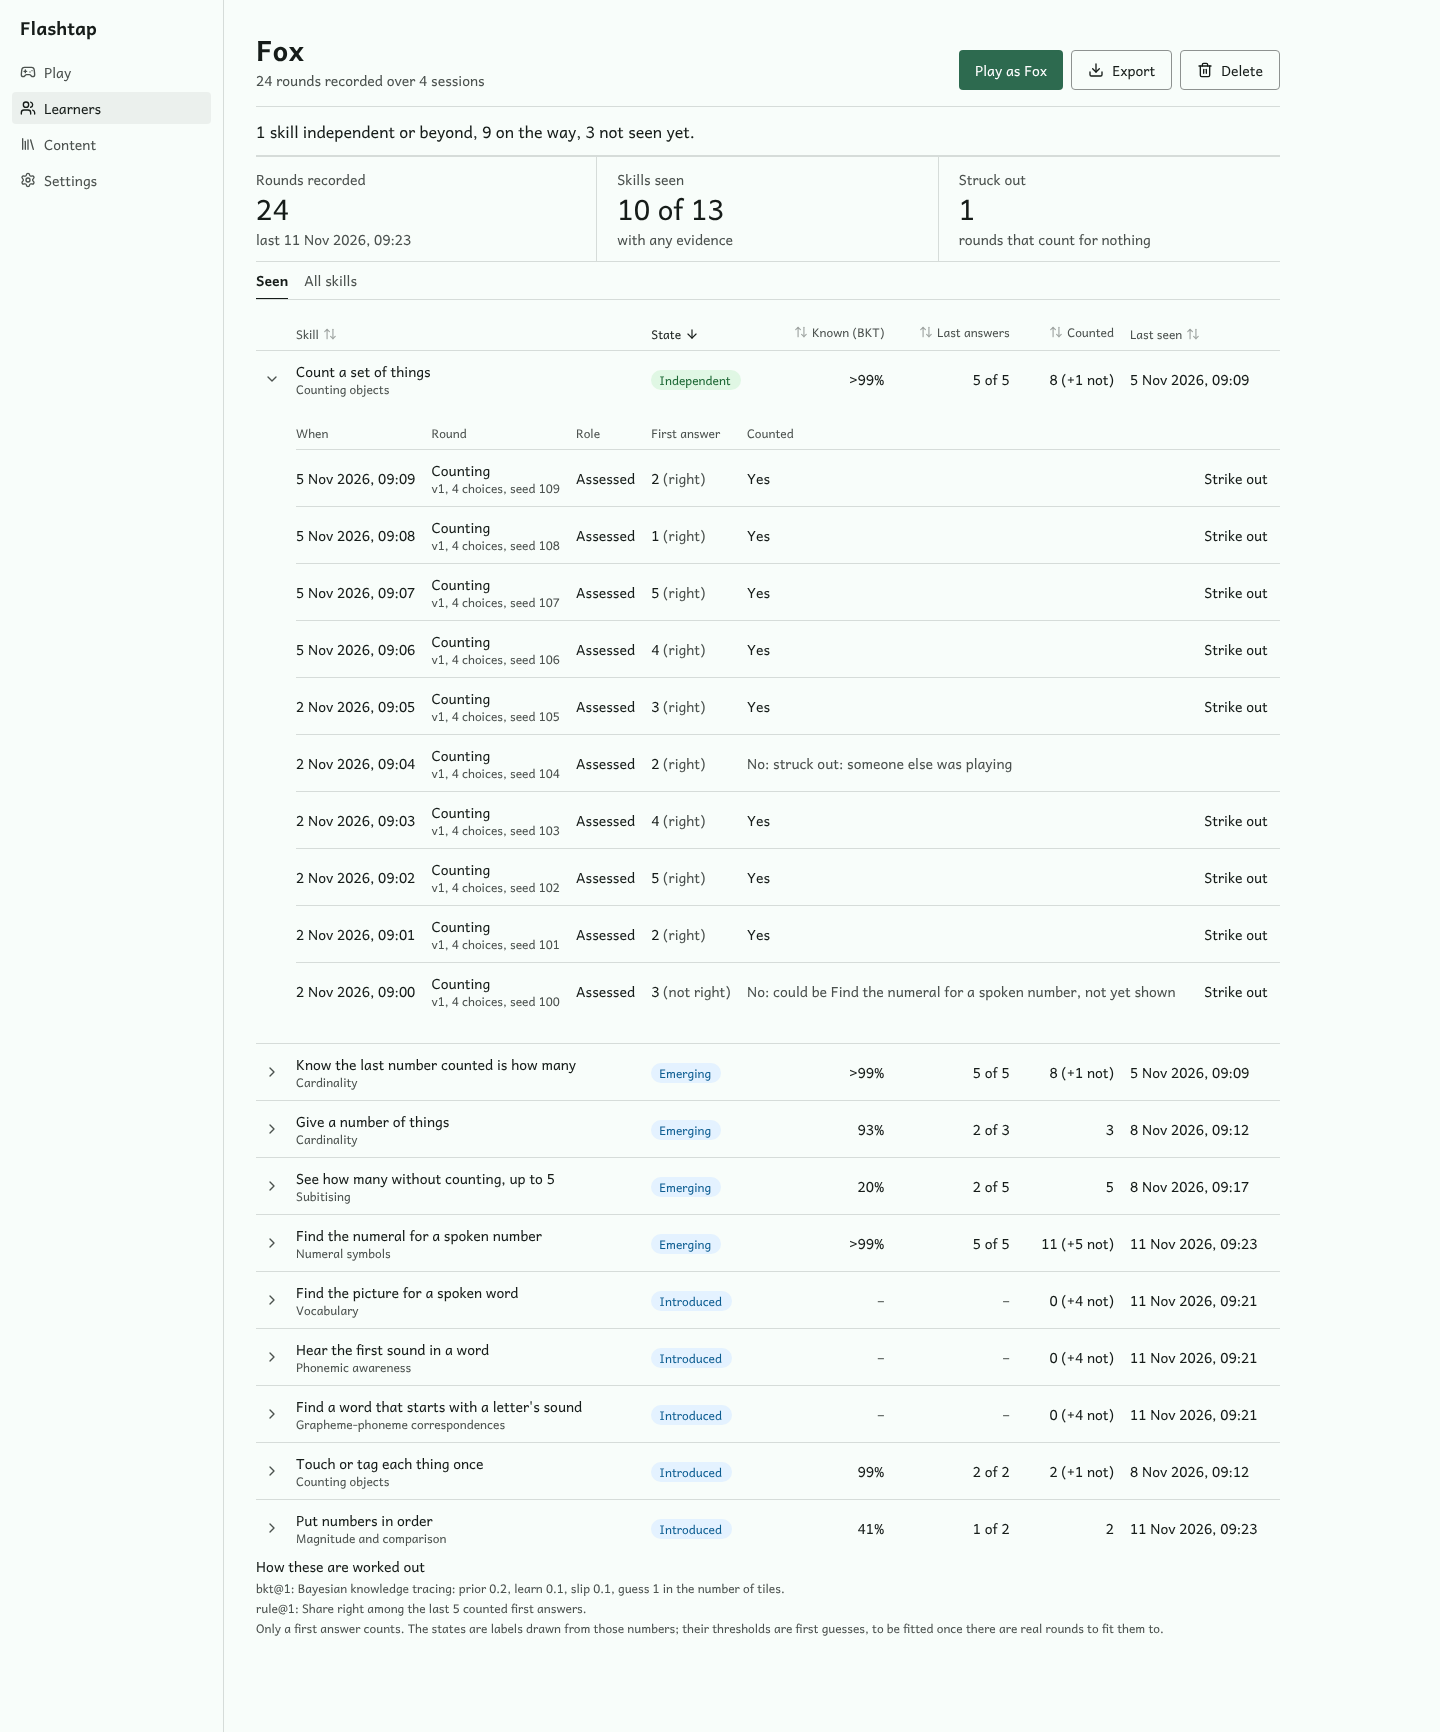 Flashtap
Play
Learners
Content
Settings
Fox
24 rounds recorded over 4 sessions
Play as Fox
Export
Delete
1 skill independent or beyond, 9 on the way, 3 not seen yet.
Rounds recorded
24
last 11 Nov 2026, 09:23
Skills seen
10 of 13
with any evidence
Struck out
1
rounds that count for nothing
Seen All skills
Skill State Known (BKT) Last answers Counted Last seen
Count a set of things
Counting objects
Independent >99% 5 of 5 8 (+1 not) 5 Nov 2026, 09:09
When Round Role First answer Counted
5 Nov 2026, 09:09 Counting Assessed 2 (right) Yes Strike out
v1, 4 choices, seed 109
5 Nov 2026, 09:08 Counting Assessed 1 (right) Yes Strike out
v1, 4 choices, seed 108
5 Nov 2026, 09:07 Counting Assessed 5 (right) Yes Strike out
v1, 4 choices, seed 107
5 Nov 2026, 09:06 Counting Assessed 4 (right) Yes Strike out
v1, 4 choices, seed 106
2 Nov 2026, 09:05 Counting Assessed 3 (right) Yes Strike out
v1, 4 choices, seed 105
2 Nov 2026, 09:04 Counting Assessed 2 (right) No: struck out: someone else was playing
v1, 4 choices, seed 104
2 Nov 2026, 09:03 Counting Assessed 4 (right) Yes Strike out
v1, 4 choices, seed 103
2 Nov 2026, 09:02 Counting Assessed 5 (right) Yes Strike out
v1, 4 choices, seed 102
2 Nov 2026, 09:01 Counting Assessed 2 (right) Yes Strike out
v1, 4 choices, seed 101
2 Nov 2026, 09:00 Counting Assessed 3 (not right) No: could be Find the numeral for a spoken number, not yet shown Strike out
v1, 4 choices, seed 100
Know the last number counted is how many
Cardinality
Emerging >99% 5 of 5 8 (+1 not) 5 Nov 2026, 09:09
Give a number of things
Cardinality
Emerging 93% 2 of 3 3 8 Nov 2026, 09:12
See how many without counting, up to 5
Subitising
Emerging 20% 2 of 5 5 8 Nov 2026, 09:17
Find the numeral for a spoken number
Numeral symbols
Emerging >99% 5 of 5 11 (+5 not) 11 Nov 2026, 09:23
Find the picture for a spoken word
Vocabulary
Introduced – – 0 (+4 not) 11 Nov 2026, 09:21
Hear the first sound in a word
Phonemic awareness
Introduced – – 0 (+4 not) 11 Nov 2026, 09:21
Find a word that starts with a letter's sound
Grapheme-phoneme correspondences
Introduced – – 0 (+4 not) 11 Nov 2026, 09:21
Touch or tag each thing once
Counting objects
Introduced 99% 2 of 2 2 (+1 not) 8 Nov 2026, 09:12
Put numbers in order
Magnitude and comparison
Introduced 41% 1 of 2 2 11 Nov 2026, 09:23
How these are worked out
bkt@1: Bayesian knowledge tracing: prior 0.2, learn 0.1, slip 0.1, guess 1 in the number of tiles.
rule@1: Share right among the last 5 counted first answers.
Only a first answer counts. The states are labels drawn from those numbers; their thresholds are first guesses, to be fitted once there are real rounds to fit them to.